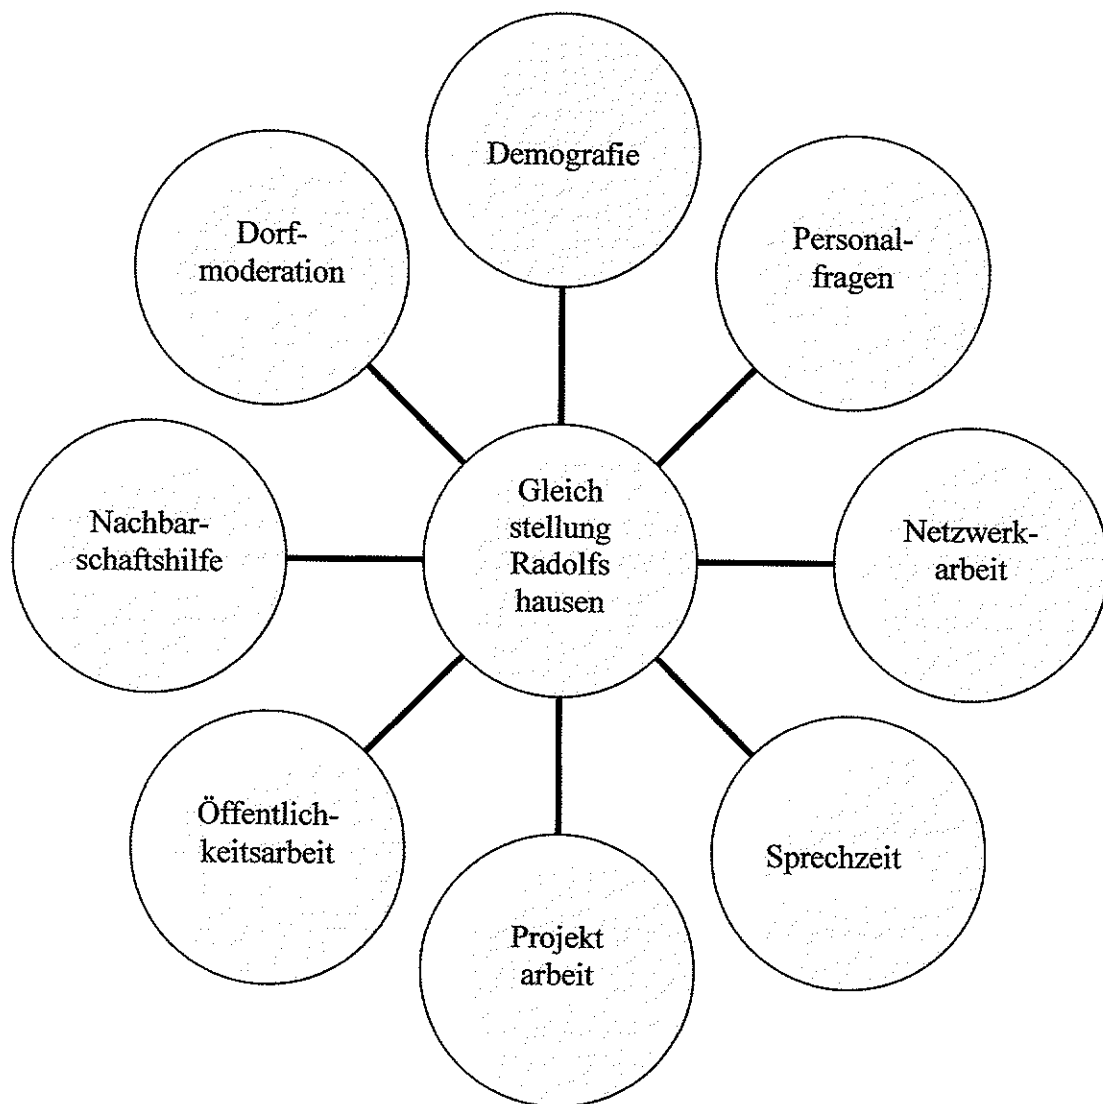 Demografie
Dorf-
moderation
Personal-
fragen
Gleich
stellung
Radolfs
hausen
Nachbar-
schaftshilfe
Netzwerk-
arbeit
Öffentlich-
keitsarbeit
Sprechzeit
Projekt
arbeit